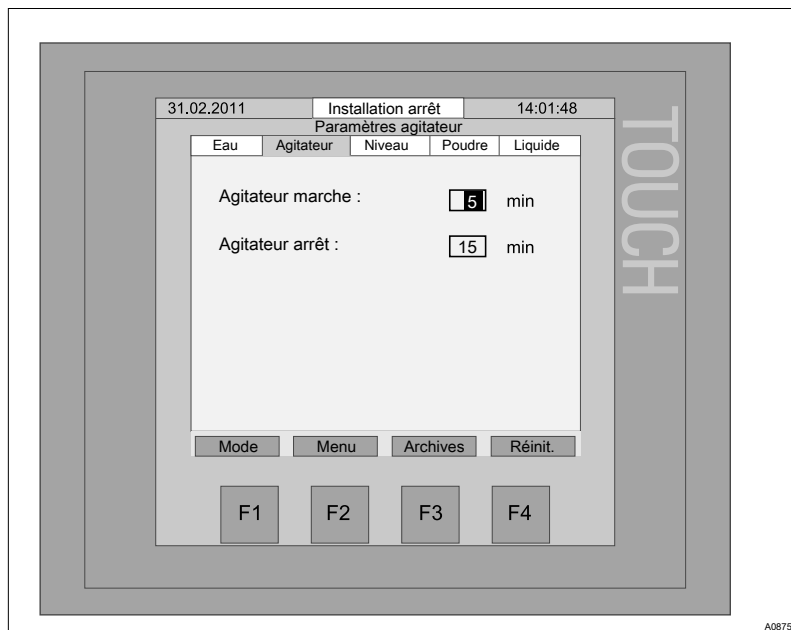 31.02.2011 Installation arrêt 14:01:48
Paramètres agitateur
Eau Agitateur Niveau Poudre Liquide
Agitateur marche : 5 min
Agitateur arrêt : 15 min
Mode Menu Archives Réinit.
F1 F2 F3 F4
TOUCH
A0875